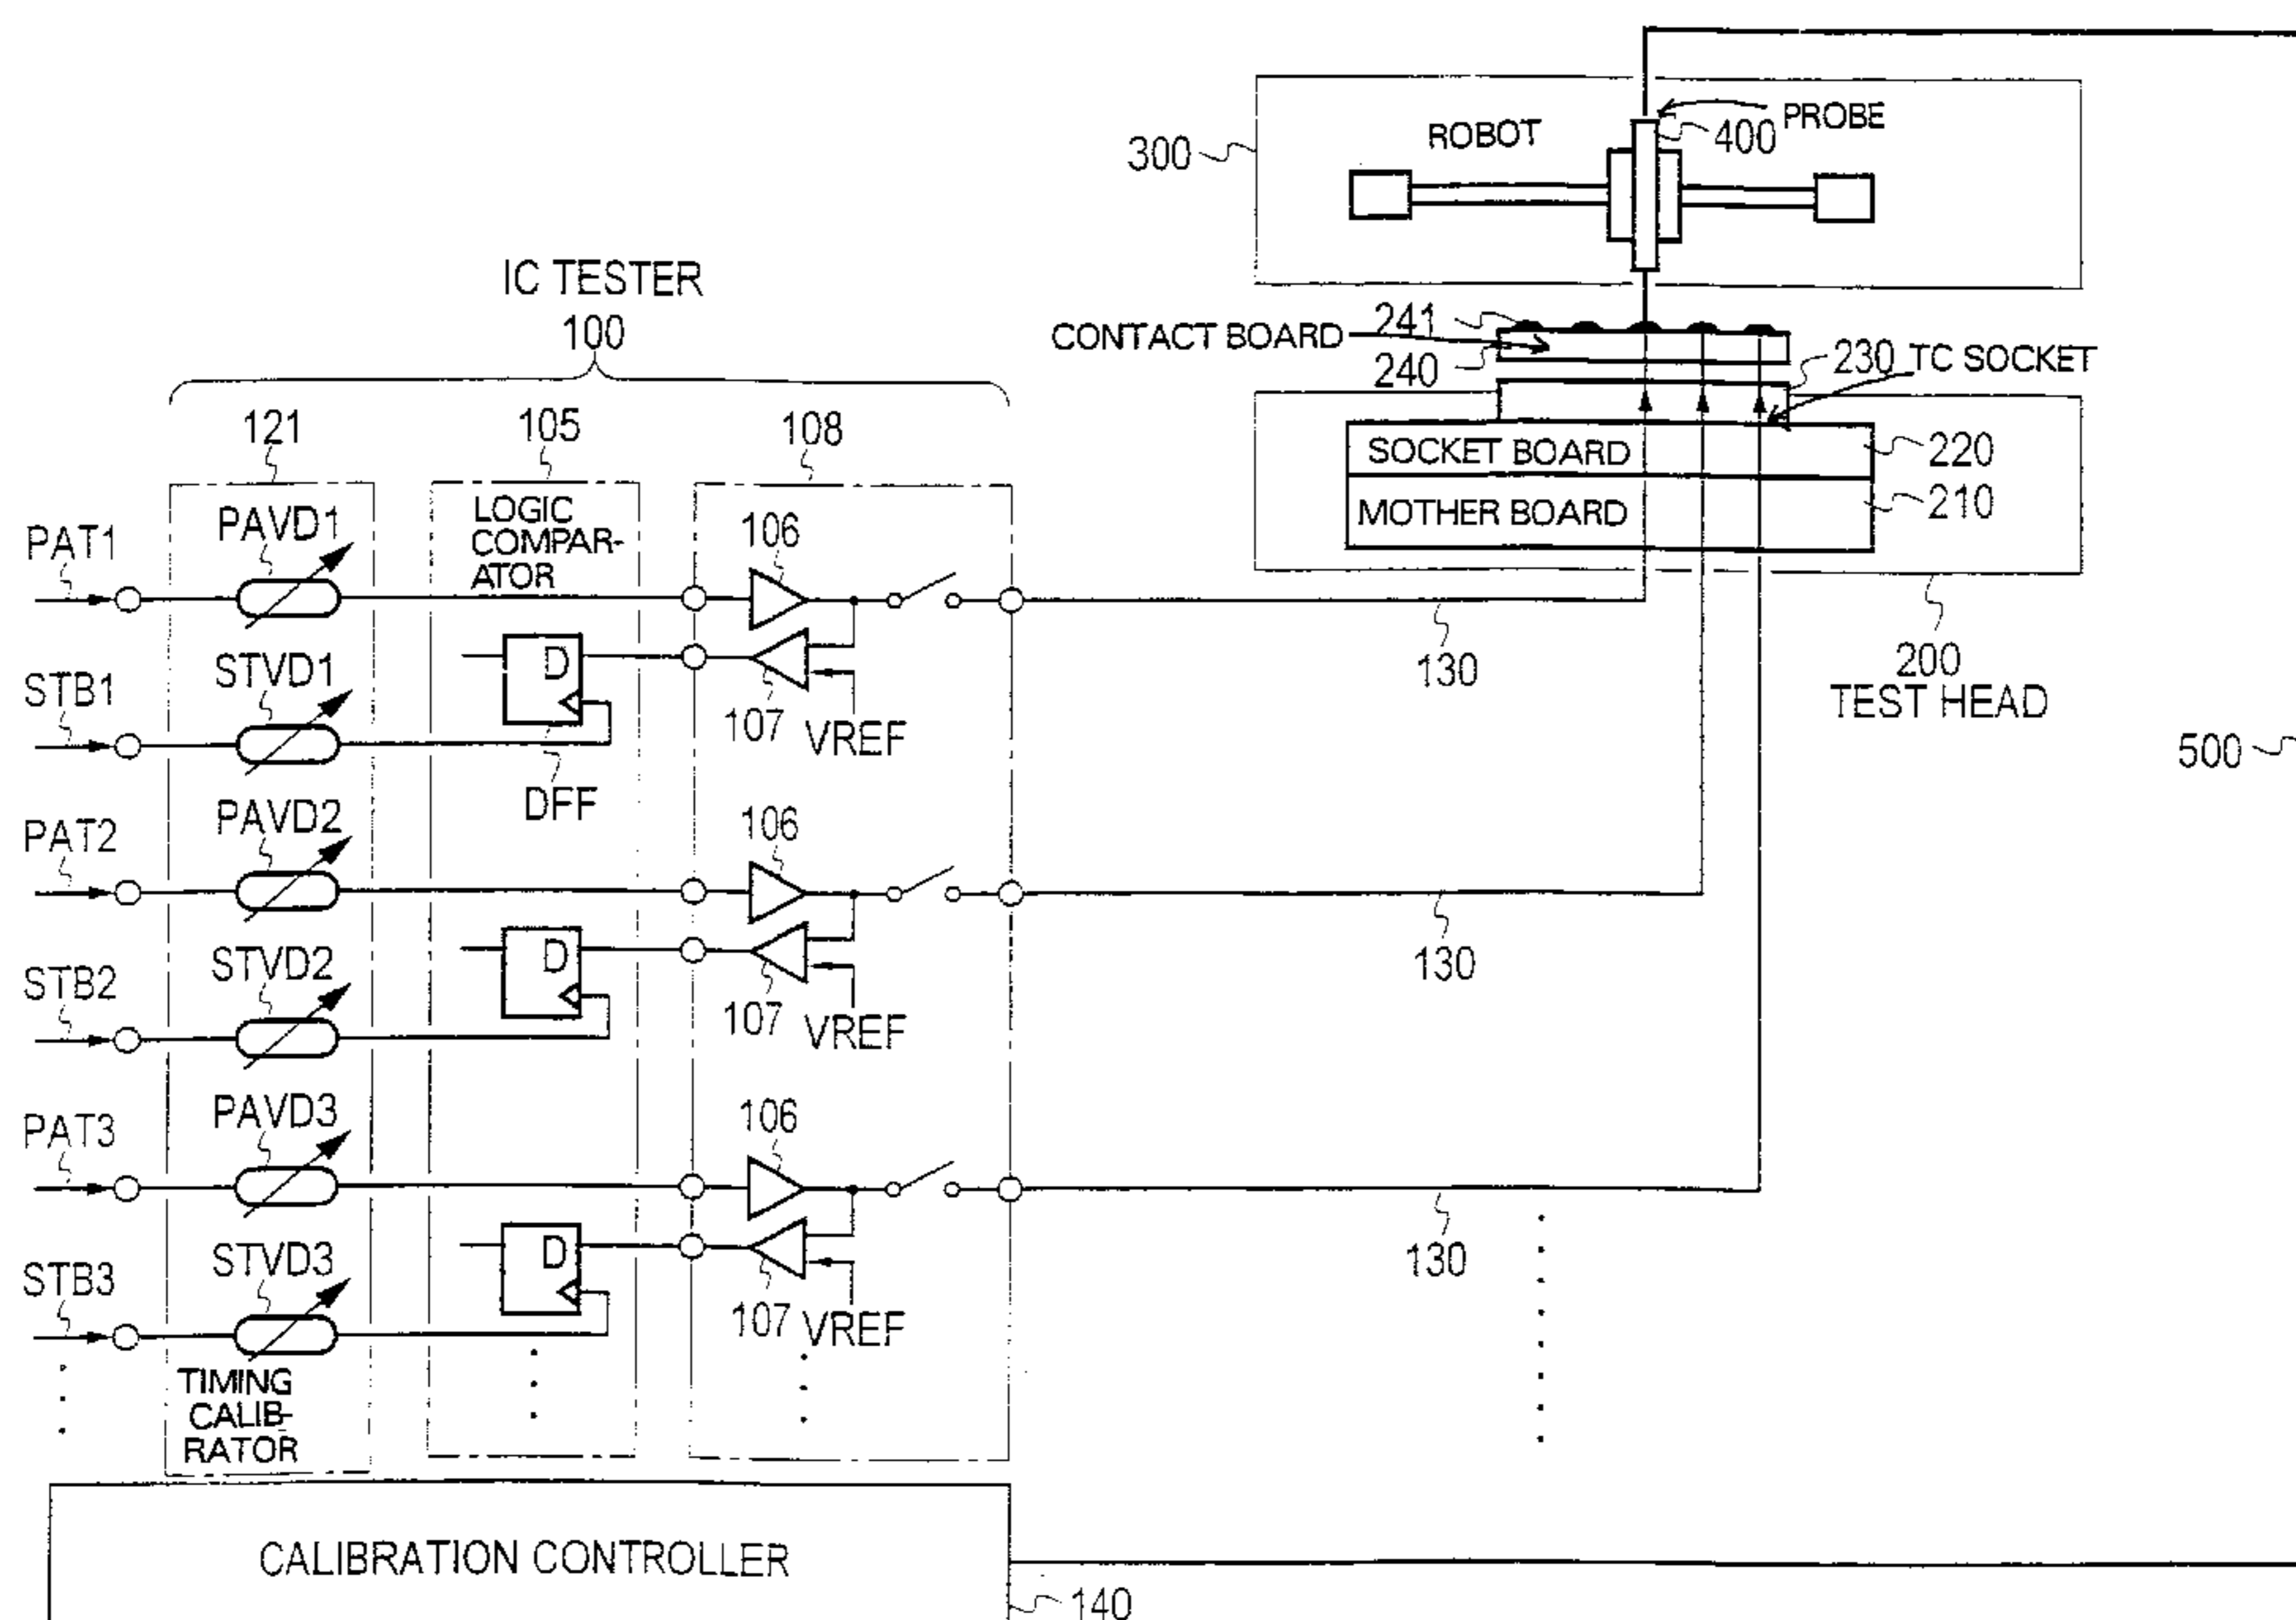 PROBE
ROBOT
400
300
IC TESTER
100
CONTACT BOARD
241
240
230
TC SOCKET
121
105
108
SOCKET BOARD
220
MOTHER BOARD
210
PAT1
PAVD1
LOGIC
COMPAR-
ATOR
106
D
STB1
STVD1
107
VREF
130
200
TEST HEAD
500
DFF
PAT2
PAVD2
106
D
STB2
STVD2
107
VREF
130
PAT3
PAVD3
106
D
STB3
STVD3
107
VREF
130
TIMING
CALIB-
RATOR
CALIBRATION CONTROLLER
140